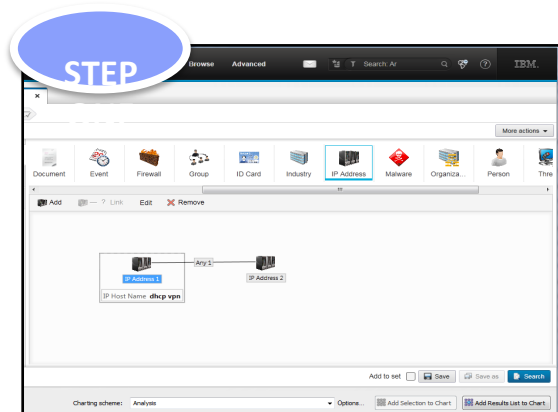 STEP
Browse Advanced T Search: Ar ? IBM.
×
More actions
Document Event Firewall Group ID Card Industry IP Address Malware Organiza... Person Thre
Add — ? Link Edit Remove
Any 1
IP Address 1 IP Address 2
IP Host Name dhcp vpn
Add to set Save Save as Search
Charting scheme: Analysis Options... Add Selection to Chart Add Results List to Chart